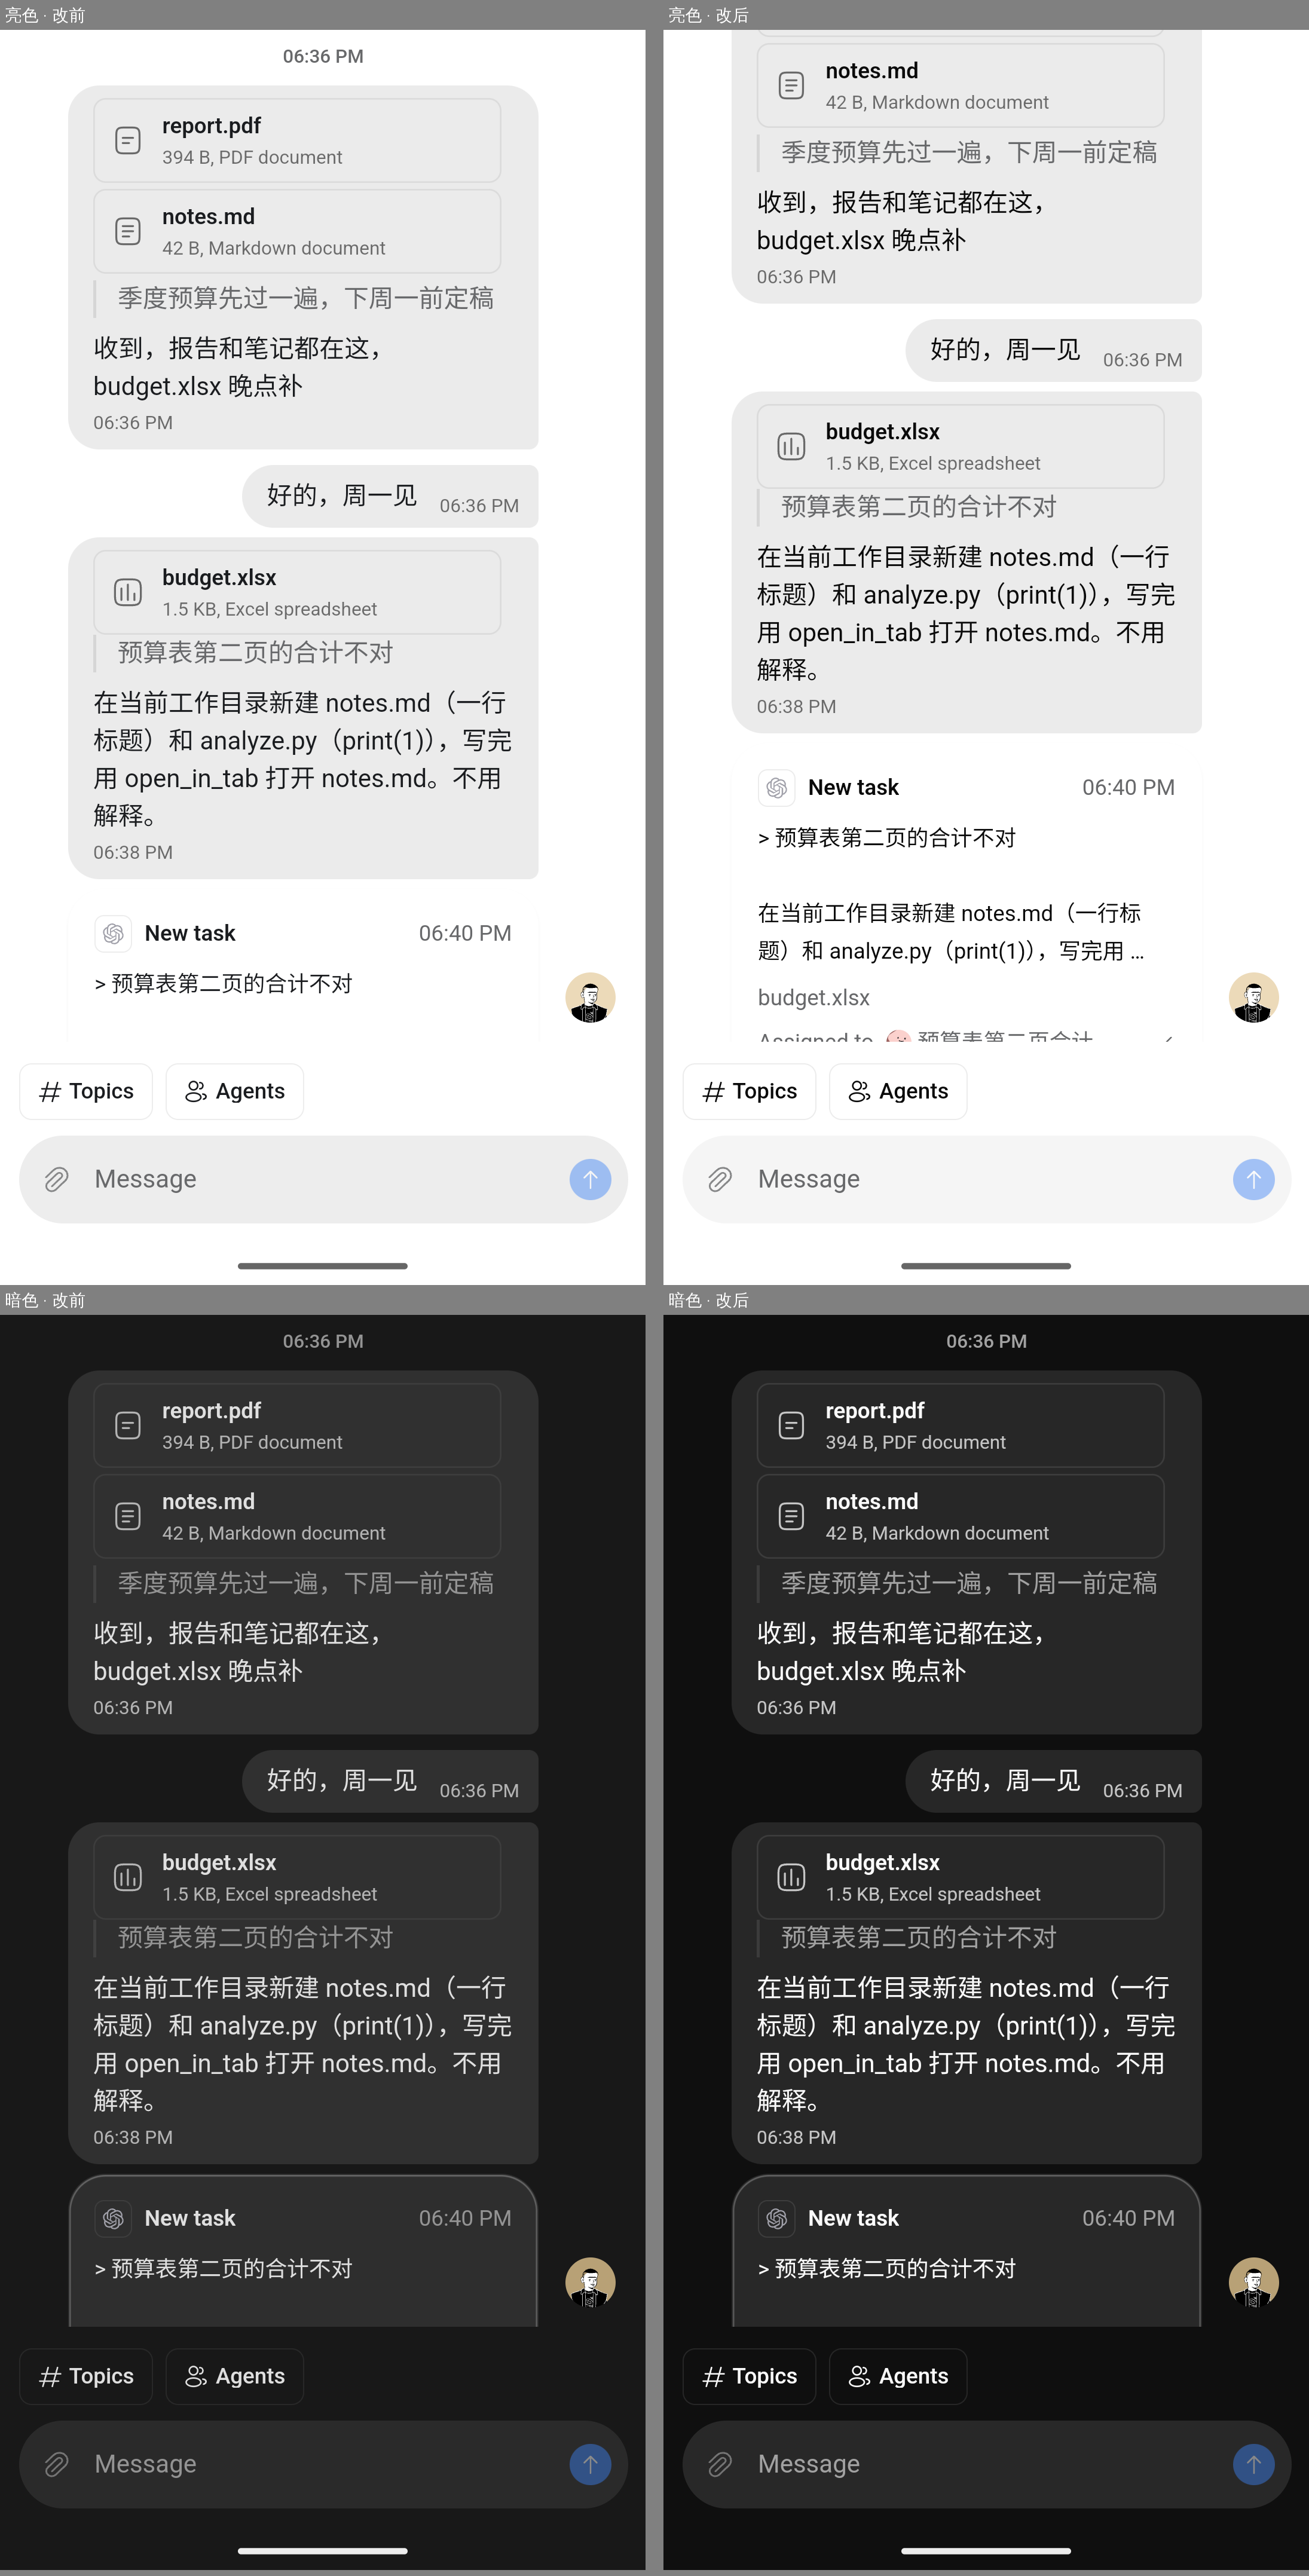 亮色 · 改前
06:36 PM
report.pdf
394 B, PDF document
notes.md
42 B, Markdown document
季度预算先过一遍，下周一前定稿
收到，报告和笔记都在这，
budget.xlsx 晚点补
06:36 PM
好的，周一见 06:36 PM
budget.xlsx
1.5 KB, Excel spreadsheet
预算表第二页的合计不对
在当前工作目录新建 notes.md（一行
标题）和 analyze.py（print(1)），写完
用 open_in_tab 打开 notes.md。不用
解释。
06:38 PM
New task 06:40 PM
> 预算表第二页的合计不对
# Topics
Agents
Message
亮色 · 改后
notes.md
42 B, Markdown document
季度预算先过一遍，下周一前定稿
收到，报告和笔记都在这，
budget.xlsx 晚点补
06:36 PM
好的，周一见 06:36 PM
budget.xlsx
1.5 KB, Excel spreadsheet
预算表第二页的合计不对
在当前工作目录新建 notes.md（一行
标题）和 analyze.py（print(1)），写完
用 open_in_tab 打开 notes.md。不用
解释。
06:38 PM
New task 06:40 PM
> 预算表第二页的合计不对
在当前工作目录新建 notes.md（一行标
题）和 analyze.py（print(1)），写完用 ...
budget.xlsx
Assigned to 预算表第二页合计
# Topics
Agents
Message
暗色 · 改前
06:36 PM
report.pdf
394 B, PDF document
notes.md
42 B, Markdown document
季度预算先过一遍，下周一前定稿
收到，报告和笔记都在这，
budget.xlsx 晚点补
06:36 PM
好的，周一见 06:36 PM
budget.xlsx
1.5 KB, Excel spreadsheet
预算表第二页的合计不对
在当前工作目录新建 notes.md（一行
标题）和 analyze.py（print(1)），写完
用 open_in_tab 打开 notes.md。不用
解释。
06:38 PM
New task 06:40 PM
> 预算表第二页的合计不对
# Topics
Agents
Message
暗色 · 改后
06:36 PM
report.pdf
394 B, PDF document
notes.md
42 B, Markdown document
季度预算先过一遍，下周一前定稿
收到，报告和笔记都在这，
budget.xlsx 晚点补
06:36 PM
好的，周一见 06:36 PM
budget.xlsx
1.5 KB, Excel spreadsheet
预算表第二页的合计不对
在当前工作目录新建 notes.md（一行
标题）和 analyze.py（print(1)），写完
用 open_in_tab 打开 notes.md。不用
解释。
06:38 PM
New task 06:40 PM
> 预算表第二页的合计不对
# Topics
Agents
Message